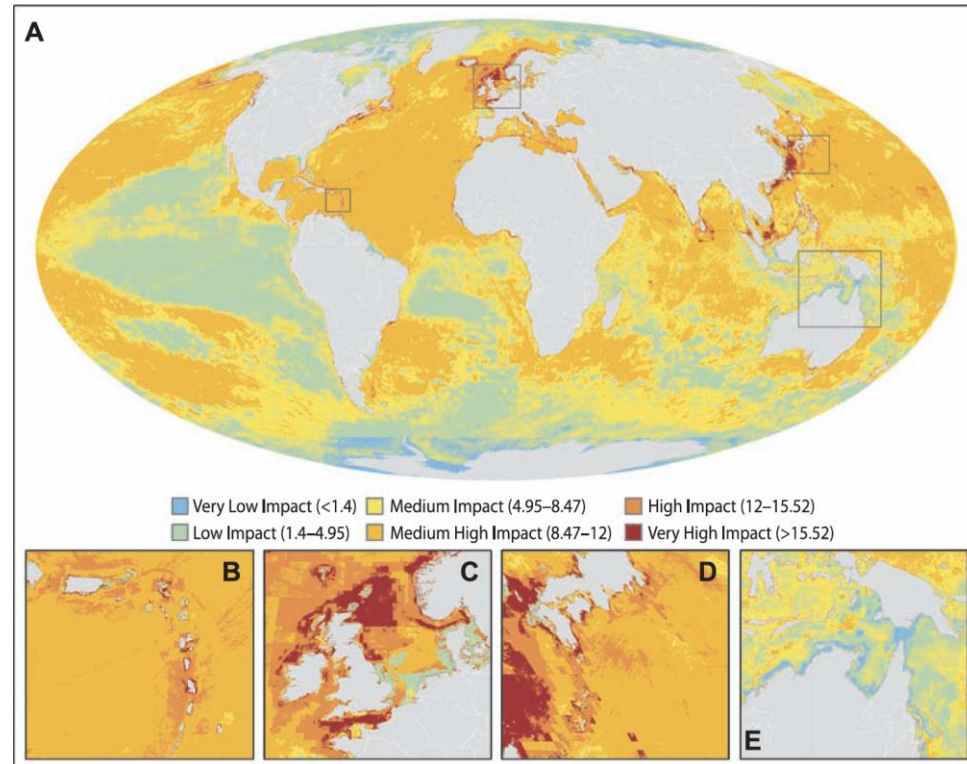 A
Very Low Impact (<1.4) Medium Impact (4.95–8.47) High Impact (12–15.52)
Low Impact (1.4–4.95) Medium High Impact (8.47–12) Very High Impact (>15.52)
B
C
D
E